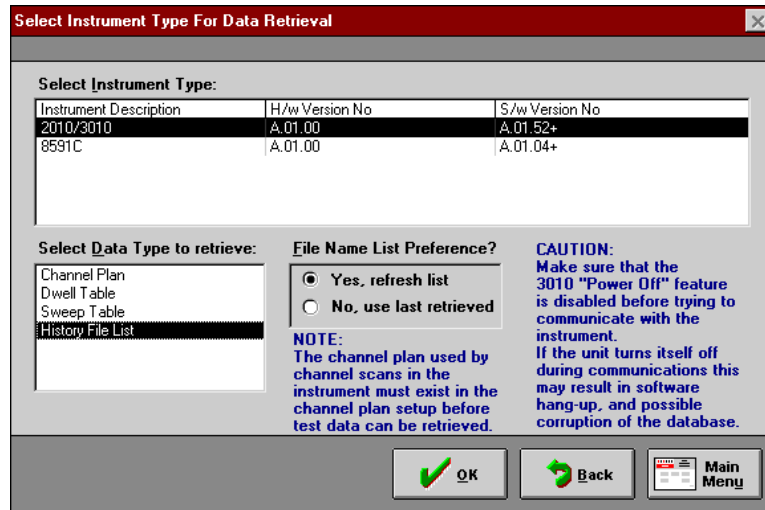 Select Instrument Type For Data Retrieval
Select Instrument Type:
Instrument Description H/w Version No S/w Version No
2010/3010 A.01.00 A.01.52+
8591C A.01.00 A.01.04+
Select Data Type to retrieve:
Channel Plan
Dwell Table
Sweep Table
History File List
File Name List Preference?
Yes, refresh list
No, use last retrieved
NOTE:
The channel plan used by
channel scans in the
instrument must exist in the
channel plan setup before
test data can be retrieved.
CAUTION:
Make sure that the
3010 "Power Off" feature
is disabled before trying to
communicate with the
instrument.
If the unit turns itself off
during communications this
may result in software
hang-up, and possible
corruption of the database.
OK
Back
Main
Menu